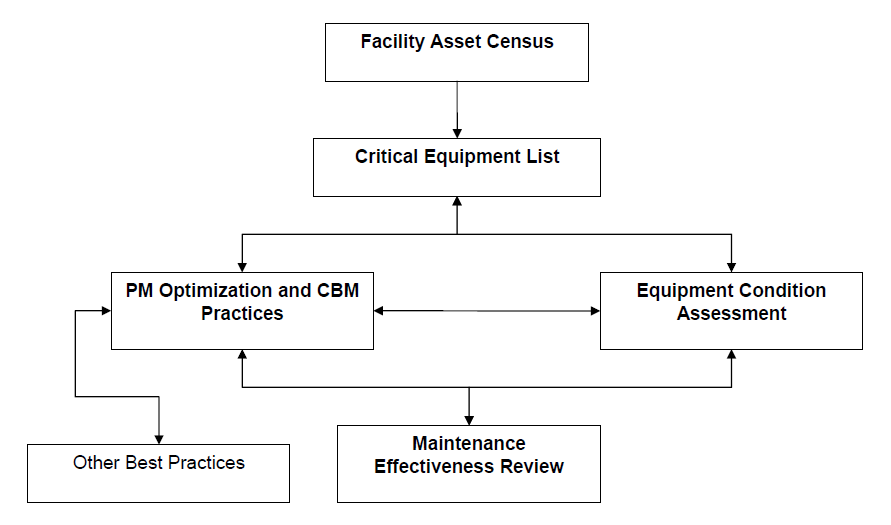 Facility Asset Census
Critical Equipment List
PM Optimization and CBM
Practices
Equipment Condition
Assessment
Other Best Practices
Maintenance
Effectiveness Review